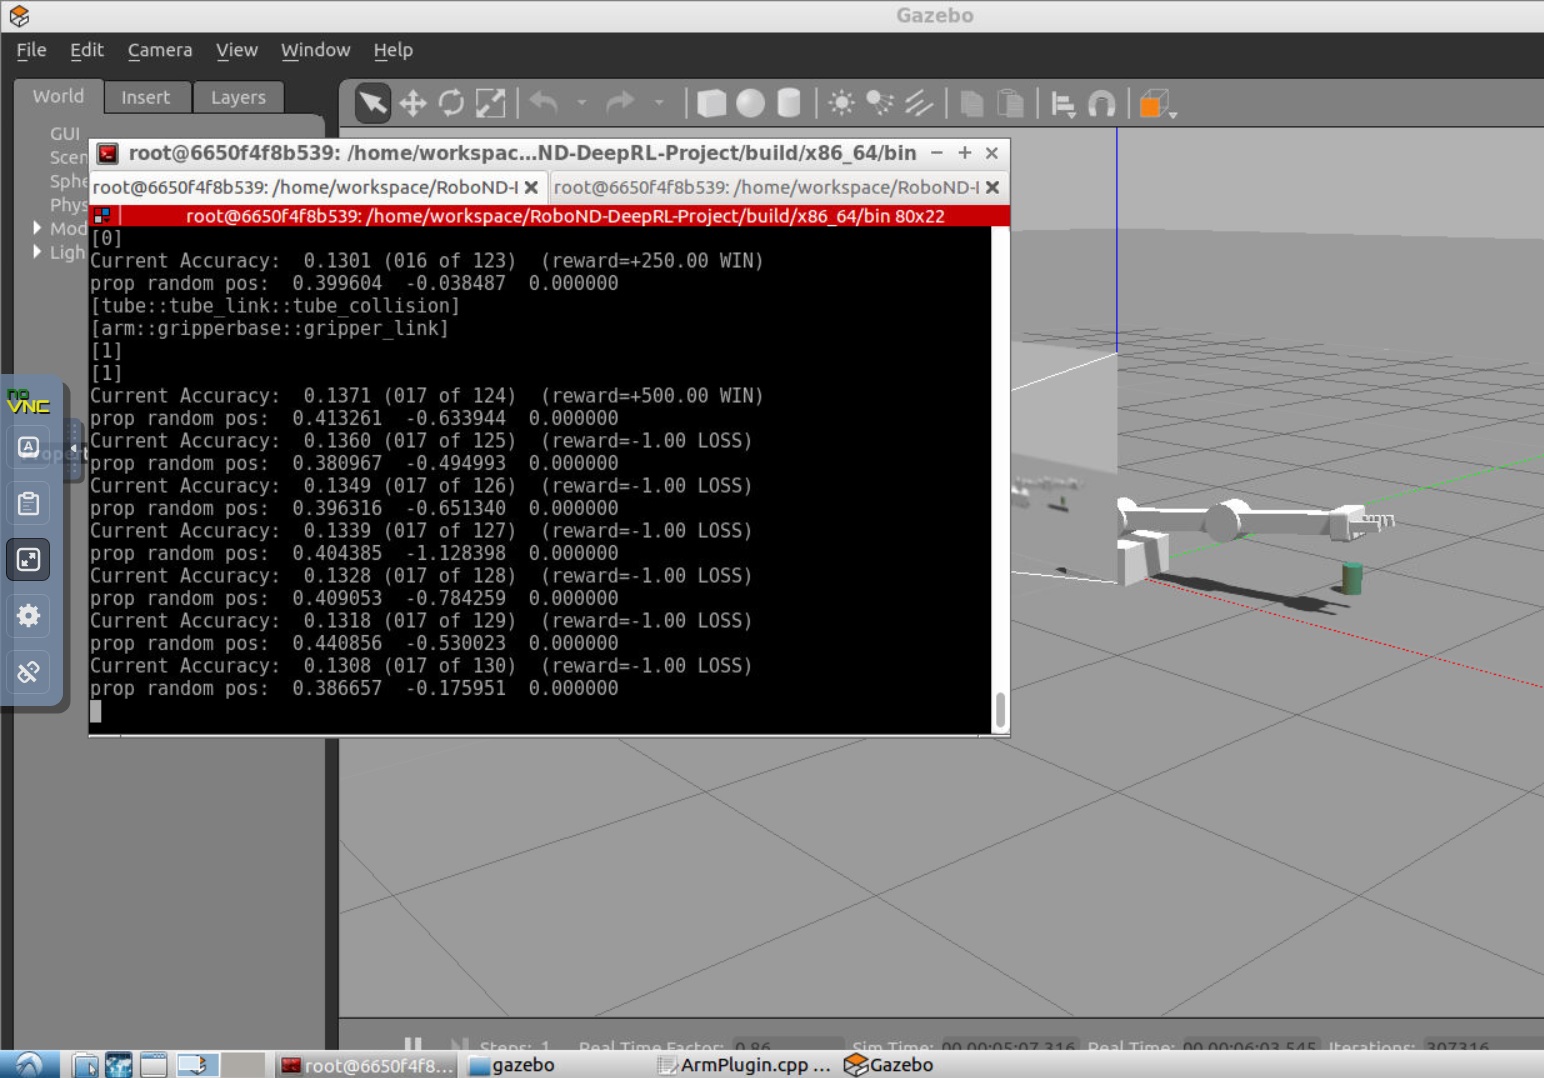 Gazebo
File Edit Camera View Window Help
World Insert Layers
GUI
Scen
Sphe
Phys
Mod
Ligh
root@6650f4f8b539: /home/workspac...ND-DeepRL-Project/build/x86_64/bin
root@6650f4f8b539: /home/workspace/RoboND-I root@6650f4f8b539: /home/workspace/RoboND-I
root@6650f4f8b539: /home/workspace/RoboND-DeepRL-Project/build/x86_64/bin 80x22
[0]
Current Accuracy:  0.1301 (016 of 123)  (reward=+250.00 WIN)
prop random pos:  0.399604  -0.038487  0.000000
[tube::tube_link::tube_collision]
[arm::gripperbase::gripper_link]
[1]
[1]
Current Accuracy:  0.1371 (017 of 124)  (reward=+500.00 WIN)
prop random pos:  0.413261  -0.633944  0.000000
Current Accuracy:  0.1360 (017 of 125)  (reward=-1.00 LOSS)
prop random pos:  0.380967  -0.494993  0.000000
Current Accuracy:  0.1349 (017 of 126)  (reward=-1.00 LOSS)
prop random pos:  0.396316  -0.651340  0.000000
Current Accuracy:  0.1339 (017 of 127)  (reward=-1.00 LOSS)
prop random pos:  0.404385  -1.128398  0.000000
Current Accuracy:  0.1328 (017 of 128)  (reward=-1.00 LOSS)
prop random pos:  0.409053  -0.784259  0.000000
Current Accuracy:  0.1318 (017 of 129)  (reward=-1.00 LOSS)
prop random pos:  0.440856  -0.530023  0.000000
Current Accuracy:  0.1308 (017 of 130)  (reward=-1.00 LOSS)
prop random pos:  0.386657  -0.175951  0.000000
no
VNC
A
Steps: 1 Real Time Factor: 0.86 Sim Time: 00 00:05:07.316 Real Time: 00 00:06:03.545 Iterations: 307316
root@6650f4f8... gazebo ArmPlugin.cpp ... Gazebo